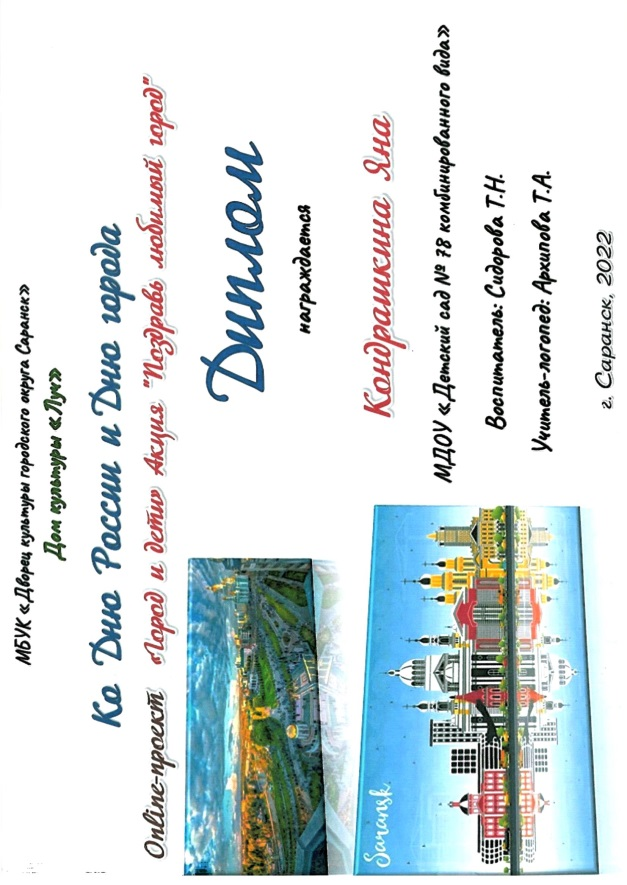 МБУК «Дворец культуры городского округа Саранск»
Дом культуры «Луч»
Ко Дню России и Дню города
Online-проект «Город и дети» Акция "Поздравь любимый город"
Диплом
награждается
Кондрашкина Яна
МДОУ «Детский сад № 78 комбинированного вида»
Воспитатель: Сидорова Т.Н.
Учитель-логопед: Архипова Т.А.
Saransk
г. Саранск, 2022